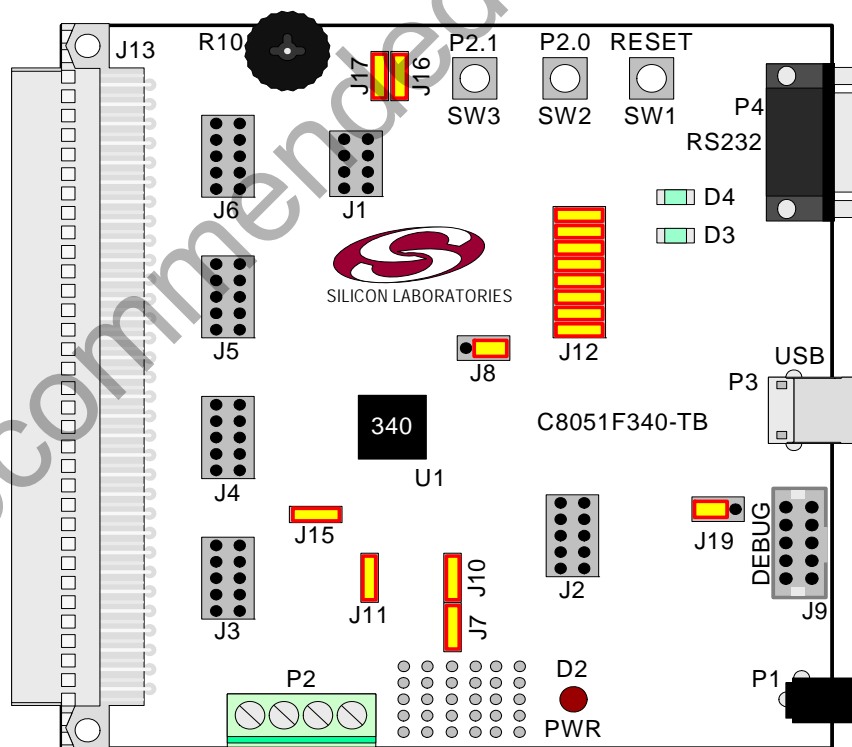 J13
R10
J17
J16
P2.1
P2.0
RESET
SW3
SW2
SW1
P4
RS232
J6
J1
D4
D3
SILICON LABORATORIES
J5
J12
J8
USB
P3
340
C8051F340-TB
U1
J4
J15
J19
DEBUG
J3
J11
J10
J7
J2
J9
P2
D2
PWR
P1
commended